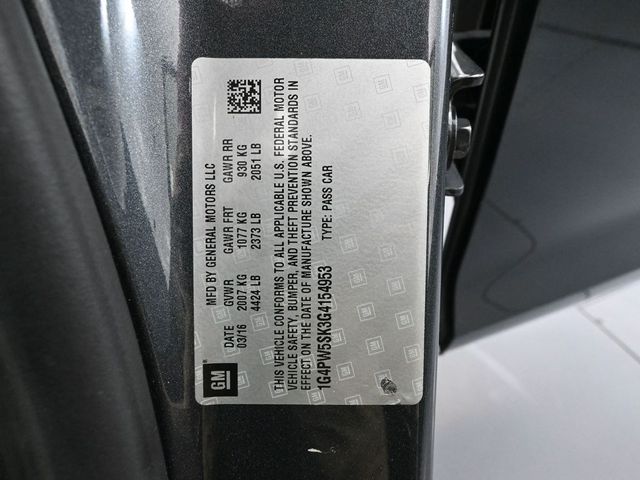 MFD BY GENERAL MOTORS LLC
DATE GVWR GAWR FRT GAWR RR
03/16 2007 KG 1077 KG 930 KG
4424 LB 2373 LB 2051 LB
GM
THIS VEHICLE CONFORMS TO ALL APPLICABLE U.S. FEDERAL MOTOR
VEHICLE SAFETY, BUMPER, AND THEFT PREVENTION STANDARDS IN
EFFECT ON THE DATE OF MANUFACTURE SHOWN ABOVE.
1G4PW5SK3G4154953 TYPE: PASS CAR